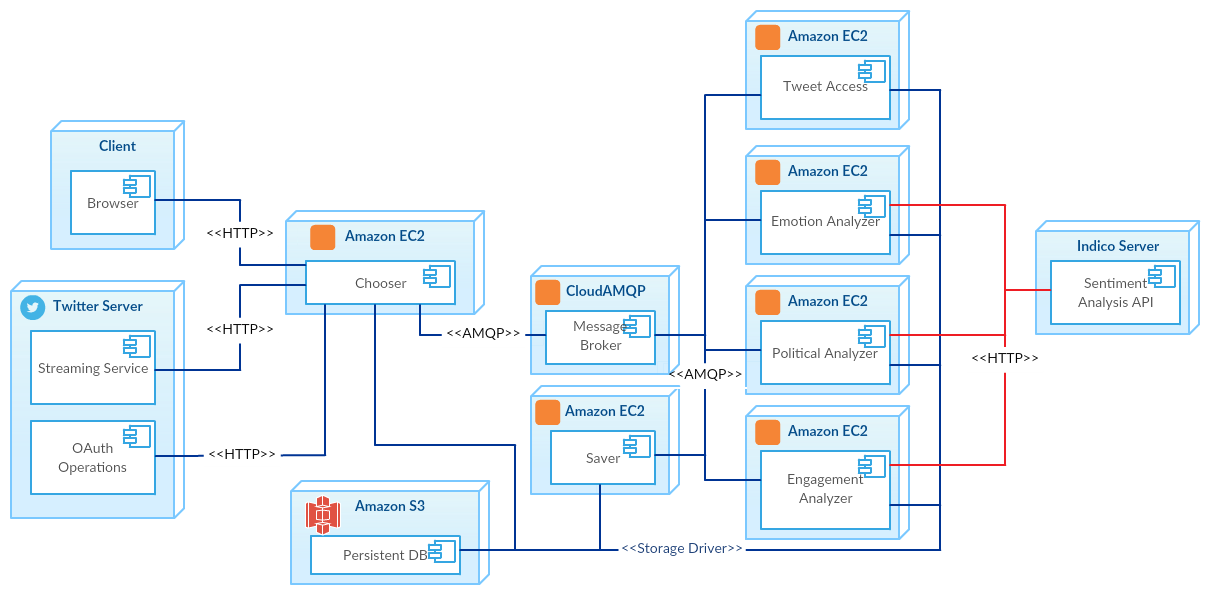 Client
Browser
<<HTTP>>
Twitter Server
Streaming Service
<<HTTP>>
OAuth
Operations
<<HTTP>>
Amazon EC2
Chooser
<<AMQP>>
Amazon S3
Persistent DB
CloudAMQP
Message
Broker
<<AMQP>>
Amazon EC2
Saver
<<Storage Driver>>
Amazon EC2
Tweet Access
Amazon EC2
Emotion Analyzer
Amazon EC2
Political Analyzer
Amazon EC2
Engagement
Analyzer
<<HTTP>>
Indico Server
Sentiment
Analysis API